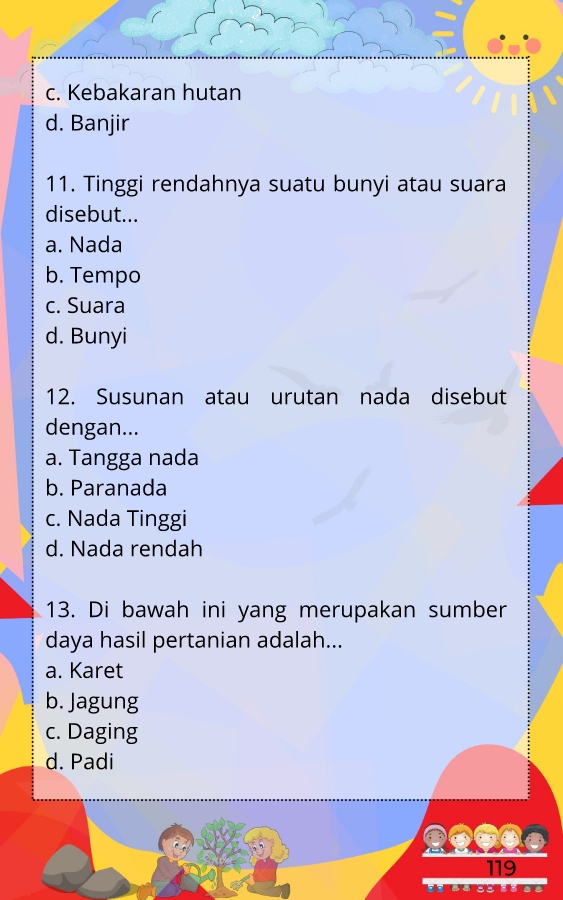 c. Kebakaran hutan
d. Banjir
11. Tinggi rendahnya suatu bunyi atau suara
disebut...
a. Nada
b. Tempo
c. Suara
d. Bunyi
12. Susunan atau urutan nada disebut
dengan...
a. Tangga nada
b. Paranada
c. Nada Tinggi
d. Nada rendah
13. Di bawah ini yang merupakan sumber
daya hasil pertanian adalah...
a. Karet
b. Jagung
c. Daging
d. Padi
119